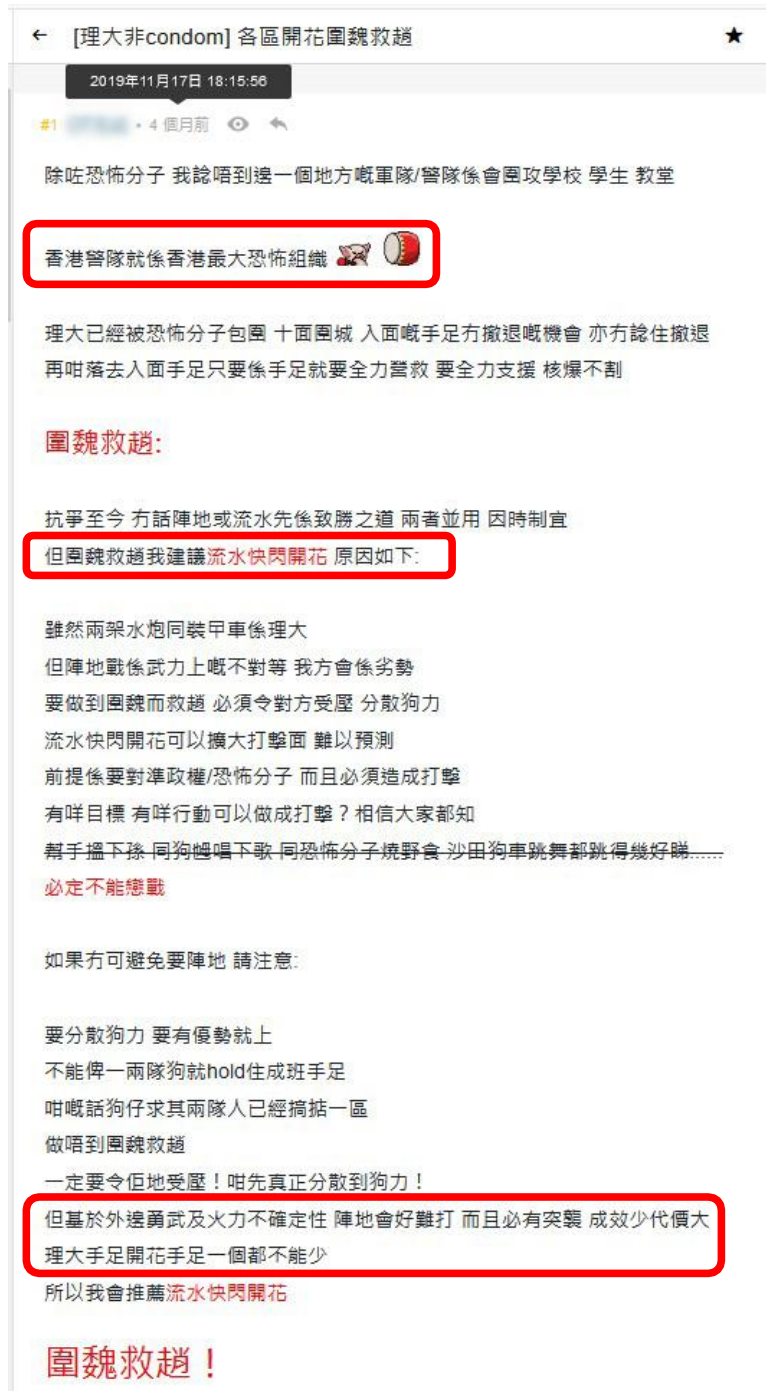 [理大非condom] 各區開花圍魏救趙
2019年11月17日 18:15:56
#1 • 4 個月前
除咗恐怖分子 我諗唔到邊一個地方嘅軍隊/警隊係會圍攻學校 學生 教堂
香港警隊就係香港最大恐怖組織
理大已經被恐怖分子包圍 十面圍城 入面嘅手足冇撤退嘅機會 亦冇諗住撤退
再咁落去入面手足只要係手足就要全力營救 要全力支援 核爆不割
圍魏救趙:
抗爭至今 冇話陣地或流水先係致勝之道 兩者並用 因時制宜
但圍魏救趙我建議流水快閃開花 原因如下:
雖然兩架水炮同裝甲車係理大
但陣地戰係武力上嘅不對等 我方會係劣勢
要做到圍魏而救趙 必須令對方受壓 分散狗力
流水快閃開花可以擴大打擊面 難以預測
前提係要對準政權/恐怖分子 而且必須造成打擊
有咩目標 有咩行動可以做成打擊？相信大家都知
幫手搵下孫 同狗乸唱下歌 同恐怖分子燒野食 沙田狗車跳舞都跳得幾好睇......
必定不能戀戰
如果冇可避免要陣地 請注意:
要分散狗力 要有優勢就上
不能俾一兩隊狗就hold住成班手足
咁嘅話狗仔求其兩隊人已經搞掂一區
做唔到圍魏救趙
一定要令佢地受壓！咁先真正分散到狗力！
但基於外邊勇武及火力不確定性 陣地會好難打 而且必有突襲 成效少代價大
理大手足開花手足一個都不能少
所以我會推薦流水快閃開花
圍魏救趙！